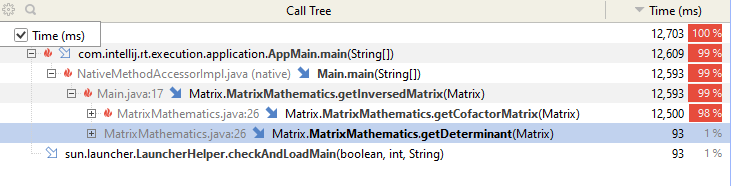 Call Tree Time (ms)
Time (ms) 12,703 100 %
com.intellij.rt.execution.application.AppMain.main(String[]) 12,609 99 %
NativeMethodAccessorImpl.java (native) Main.main(String[]) 12,593 99 %
Main.java:17 Matrix.MatrixMathematics.getInversedMatrix(Matrix) 12,593 99 %
MatrixMathematics.java:26 Matrix.MatrixMathematics.getCofactorMatrix(Matrix) 12,500 98 %
MatrixMathematics.java:26 Matrix.MatrixMathematics.getDeterminant(Matrix) 93 1 %
sun.launcher.LauncherHelper.checkAndLoadMain(boolean, int, String) 93 1 %